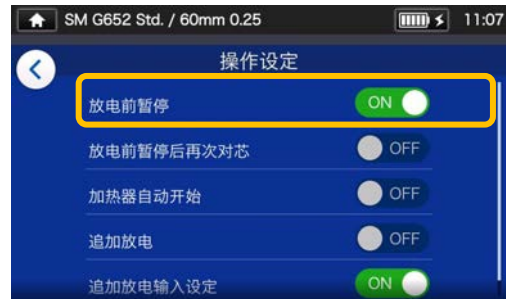 SM G652 Std. / 60mm 0.25 11:07
操作设定
放电前暂停 ON
放电前暂停后再次对芯 OFF
加热器自动开始 OFF
追加放电 OFF
追加放电输入设定 ON